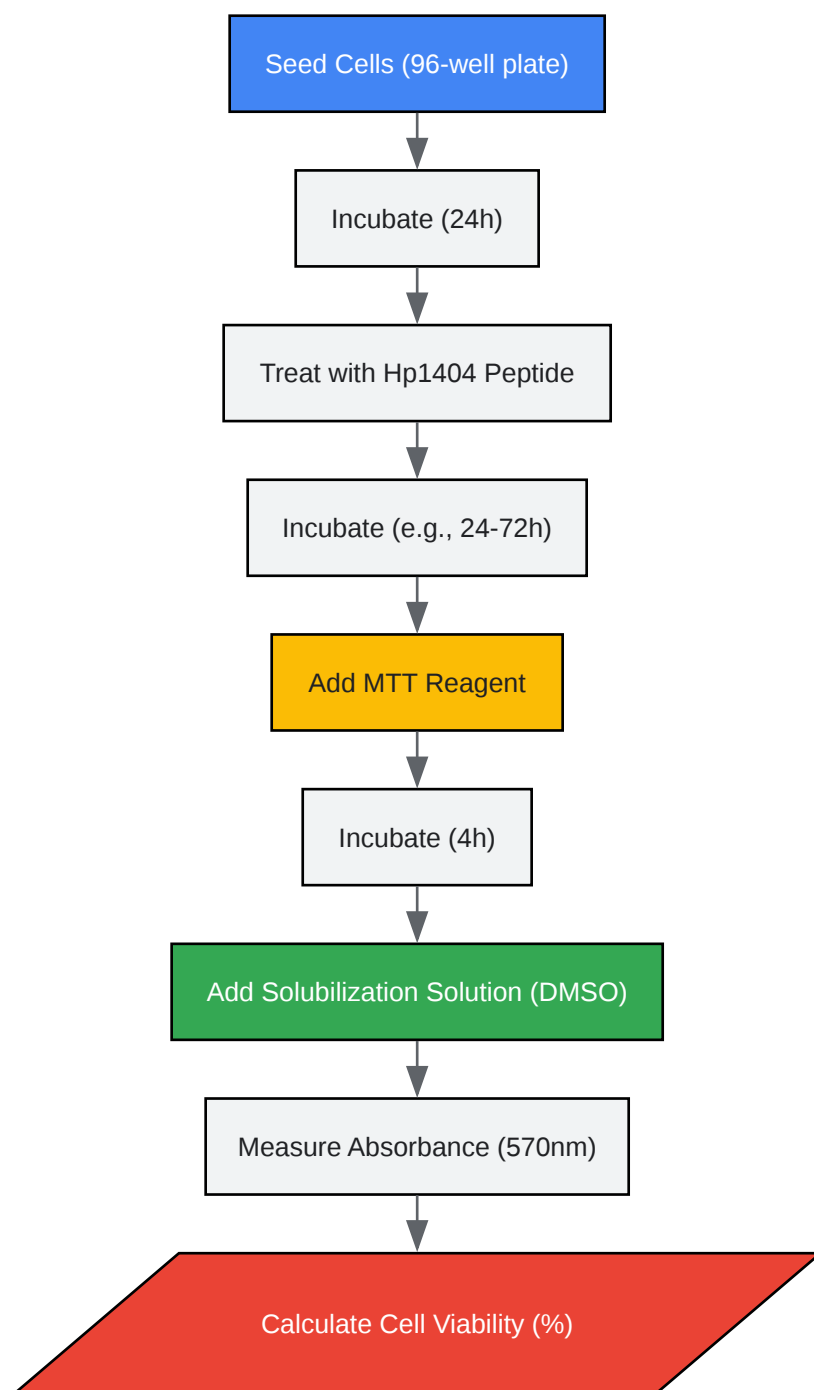 Seed Cells (96-well plate)
Incubate (24h)
Treat with Hp1404 Peptide
Incubate (e.g., 24-72h)
Add MTT Reagent
Incubate (4h)
Add Solubilization Solution (DMSO)
Measure Absorbance (570nm)
Calculate Cell Viability (%)